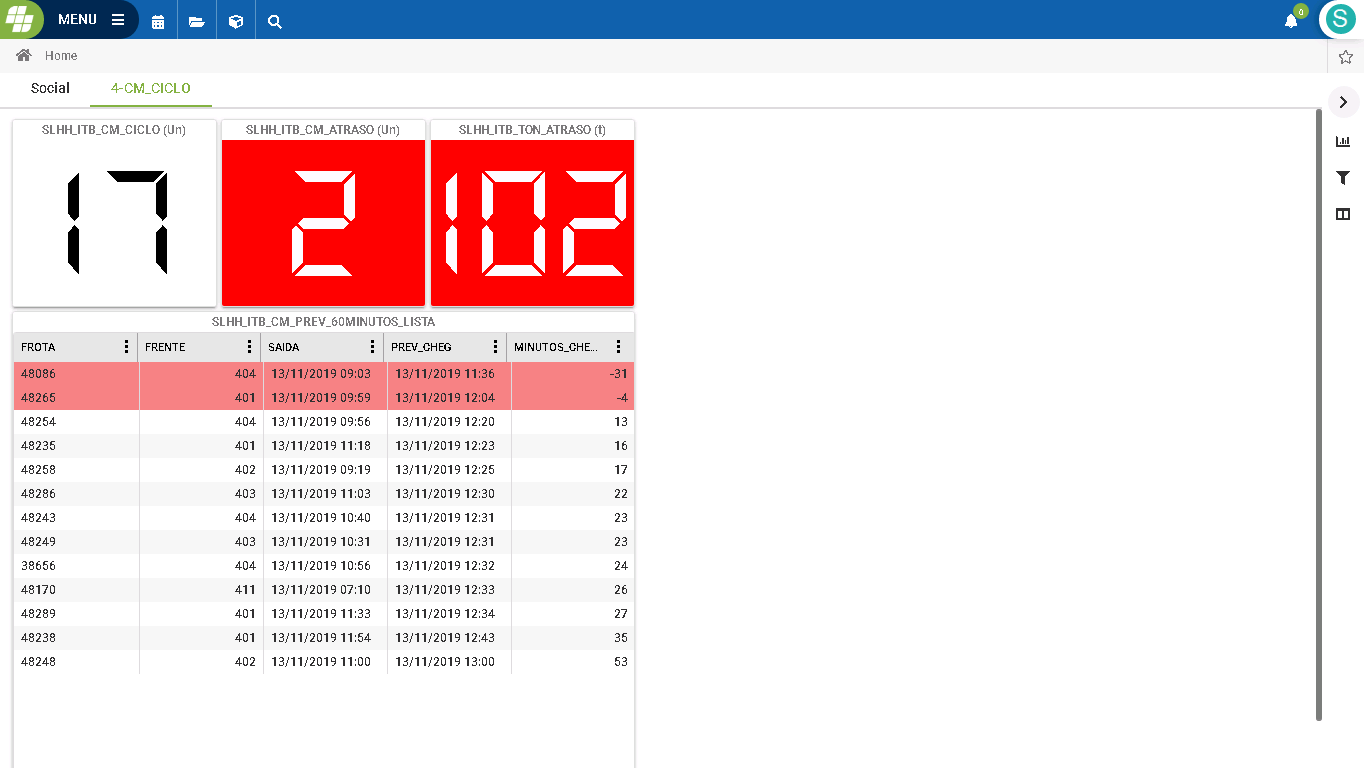 MENU
0
S
Home
Social 4-CM_CICLO
SLHH_ITB_CM_CICLO (Un) SLHH_ITB_CM_ATRASO (Un) SLHH_ITB_TON_ATRASO (t)
17 2 102
SLHH_ITB_CM_PREV_60MINUTOS_LISTA
FROTA FRENTE SAIDA PREV_CHEG MINUTOS_CHE...
48086 404 13/11/2019 09:03 13/11/2019 11:36 -31
48265 401 13/11/2019 09:59 13/11/2019 12:04 -4
48254 404 13/11/2019 09:56 13/11/2019 12:20 13
48235 401 13/11/2019 11:18 13/11/2019 12:23 16
48258 402 13/11/2019 09:19 13/11/2019 12:25 17
48286 403 13/11/2019 11:03 13/11/2019 12:30 22
48243 404 13/11/2019 10:40 13/11/2019 12:31 23
48249 403 13/11/2019 10:31 13/11/2019 12:31 23
38656 404 13/11/2019 10:56 13/11/2019 12:32 24
48170 411 13/11/2019 07:10 13/11/2019 12:33 26
48289 401 13/11/2019 11:33 13/11/2019 12:34 27
48238 401 13/11/2019 11:54 13/11/2019 12:43 35
48248 402 13/11/2019 11:00 13/11/2019 13:00 53